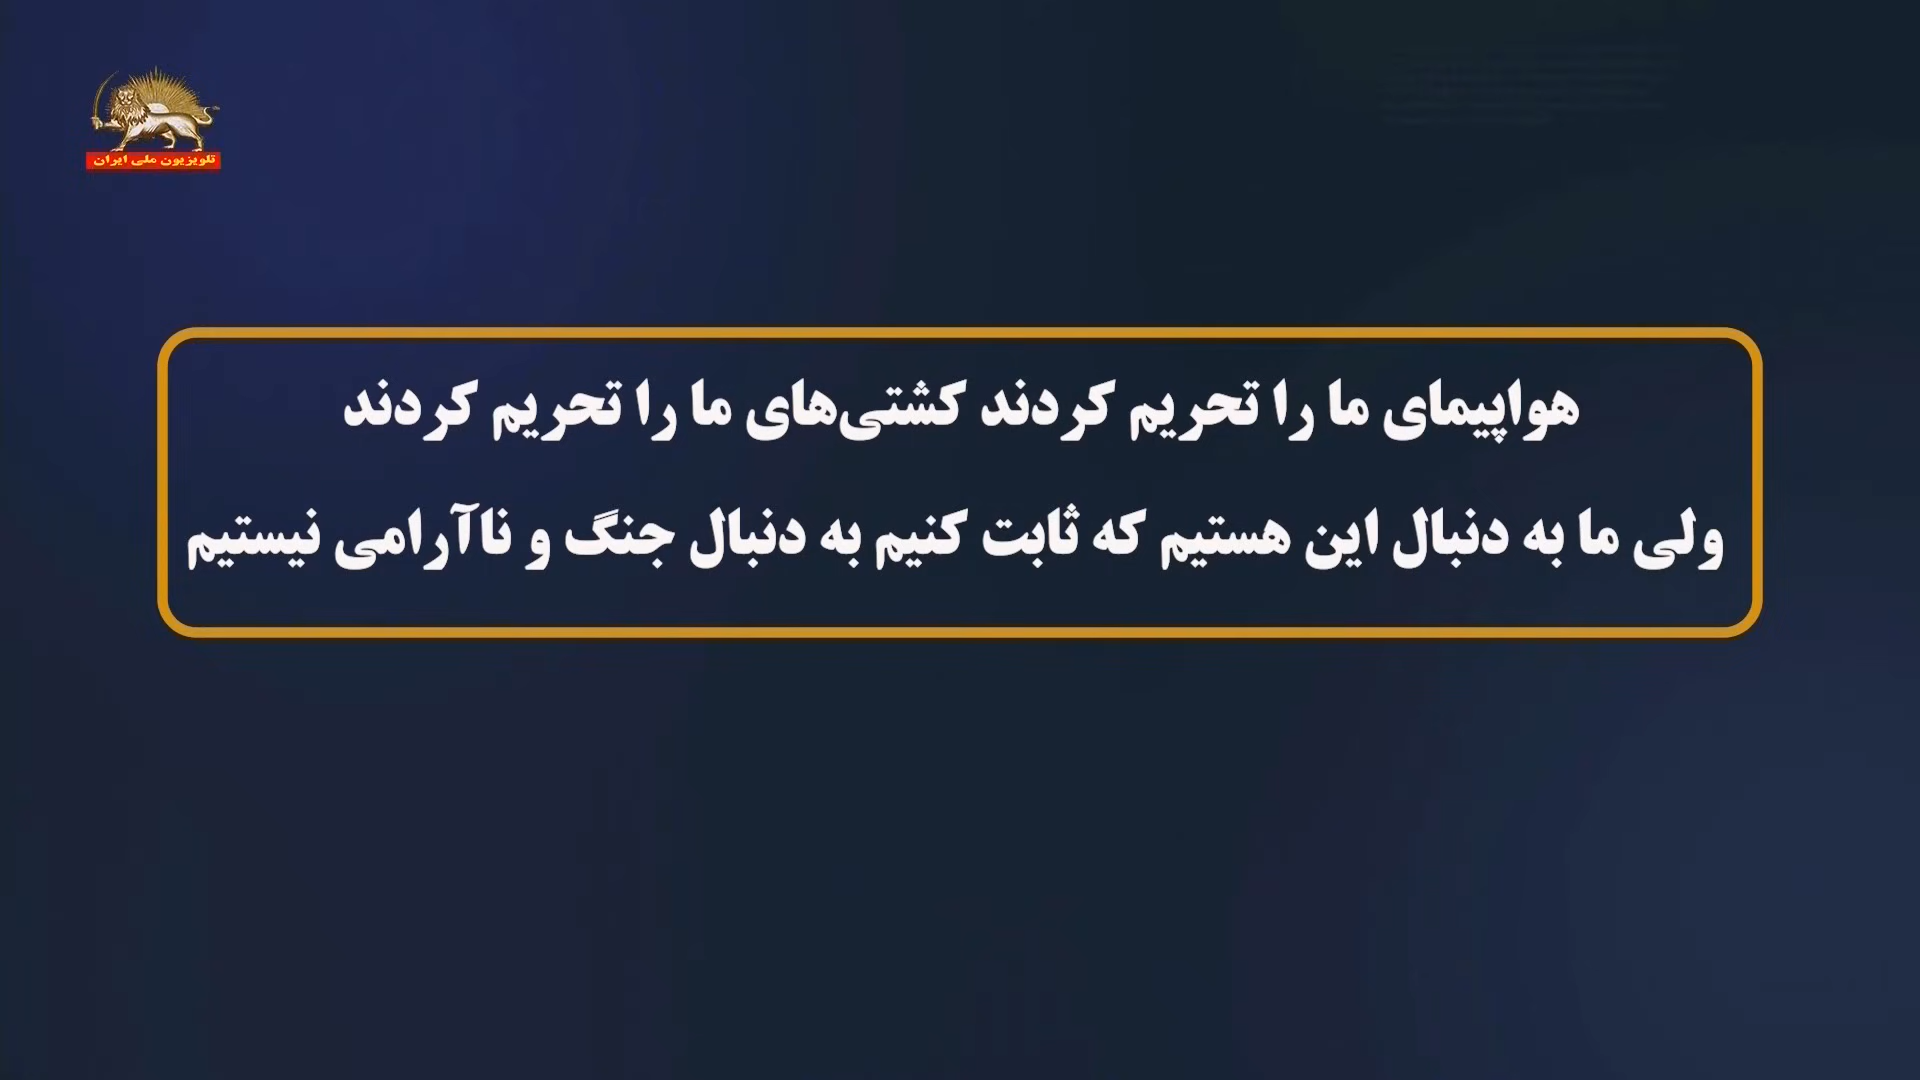 تلویزیون ملی ایران
هواپیمای ما را تحریم کردند کشتی‌های ما را تحریم کردند
ولی ما به دنبال این هستیم که ثابت کنیم به دنبال جنگ و ناآرامی نیستیم